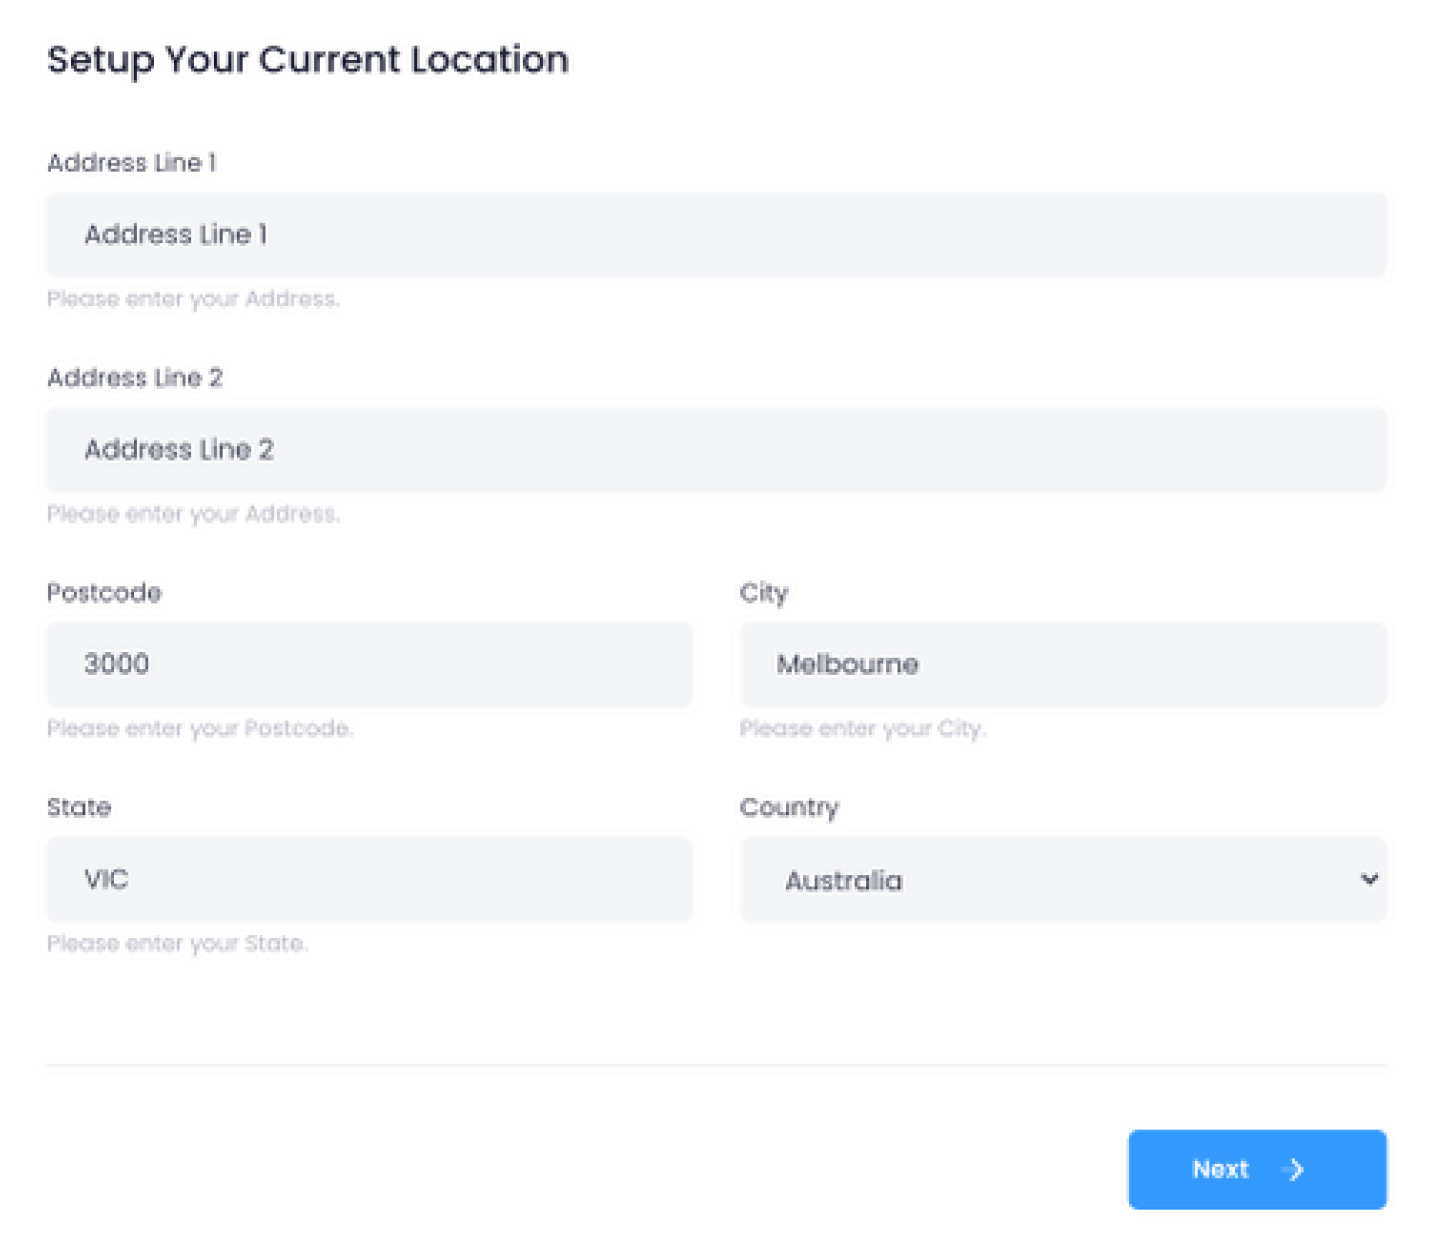 Setup Your Current Location
Address Line 1
Address Line 1
Please enter your Address.
Address Line 2
Address Line 2
Please enter your Address.
Postcode
3000
Please enter your Postcode.
City
Melbourne
Please enter your City.
State
VIC
Please enter your State.
Country
Australia
Next